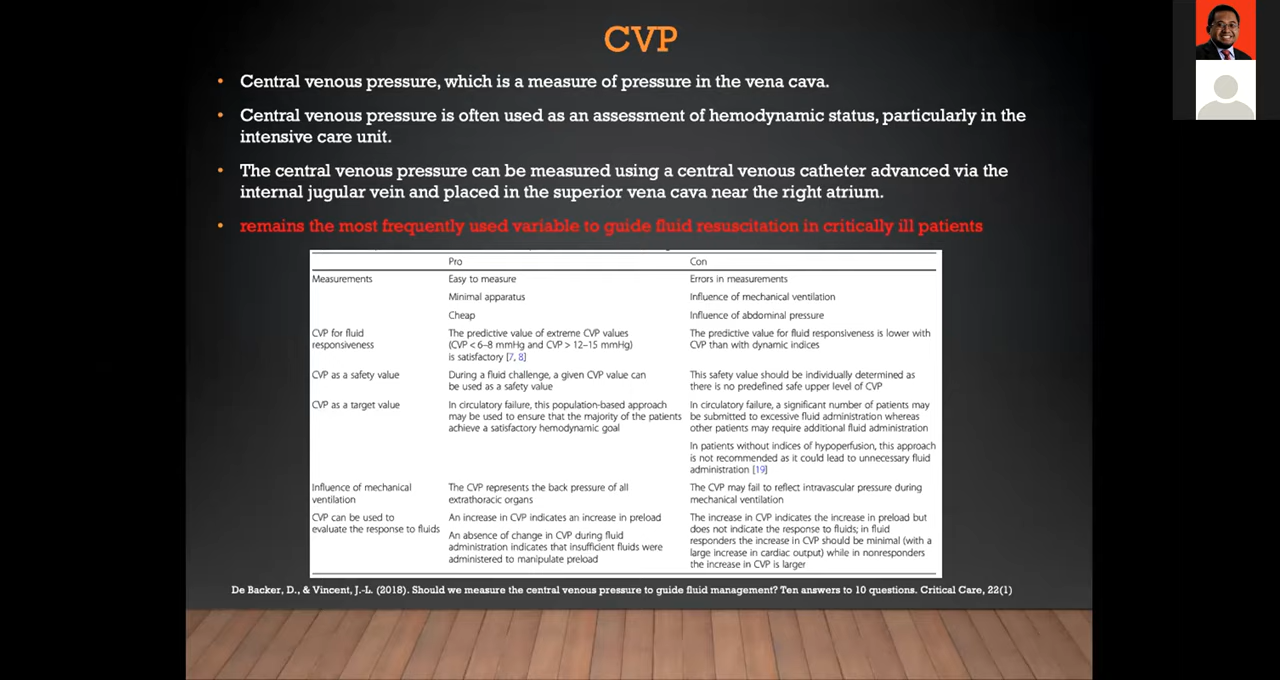 CVP
• Central venous pressure, which is a measure of pressure in the vena cava.
• Central venous pressure is often used as an assessment of hemodynamic status, particularly in the
intensive care unit.
• The central venous pressure can be measured using a central venous catheter advanced via the
internal jugular vein and placed in the superior vena cava near the right atrium.
• remains the most frequently used variable to guide fluid resuscitation in critically ill patients
Pro Con
Measurements Easy to measure Errors in measurements
Minimal apparatus Influence of mechanical ventilation
Cheap Influence of abdominal pressure
CVP for fluid The predictive value of extreme CVP values The predictive value for fluid responsiveness is lower with
responsiveness (CVP < 6–8 mmHg and CVP > 12–15 mmHg) CVP than with dynamic indices
is satisfactory [7, 8]
CVP as a safety value During a fluid challenge, a given CVP value can This safety value should be individually determined as
be used as a safety value there is no predefined safe upper level of CVP
CVP as a target value In circulatory failure, this population-based approach In circulatory failure, a significant number of patients may
may be used to ensure that the majority of the patients be submitted to excessive fluid administration whereas
achieve a satisfactory hemodynamic goal other patients may require additional fluid administration
In patients without indices of hypoperfusion, this approach
is not recommended as it could lead to unnecessary fluid
administration [19]
Influence of mechanical The CVP represents the back pressure of all The CVP may fail to reflect intravascular pressure during
ventilation extrathoracic organs mechanical ventilation
CVP can be used to An increase in CVP indicates an increase in preload The increase in CVP indicates the increase in preload but
evaluate the response to fluids does not indicate the response to fluids; in fluid
An absence of change in CVP during fluid responders the increase in CVP should be minimal (with a
administration indicates that insufficient fluids were large increase in cardiac output) while in nonresponders
administered to manipulate preload the increase in CVP is larger
De Backer, D., & Vincent, J.-L. (2018). Should we measure the central venous pressure to guide fluid management? Ten answers to 10 questions. Critical Care, 22(1)